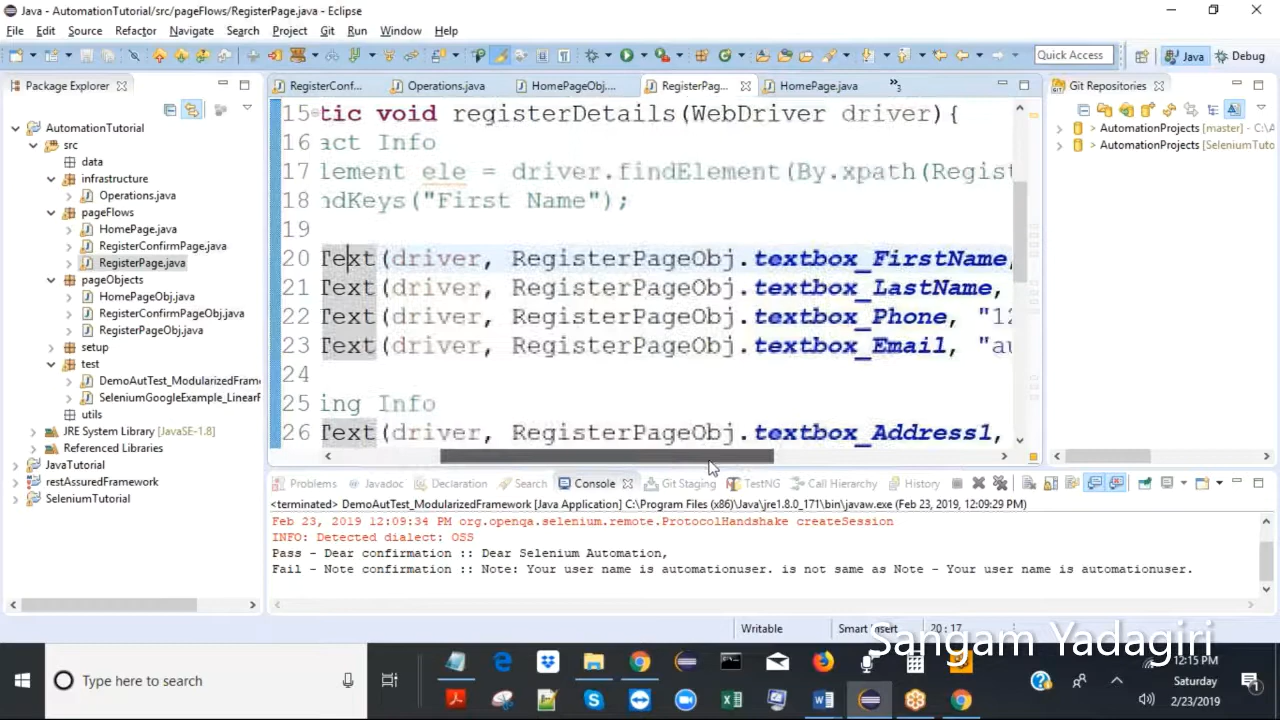 Java - AutomationTutorial/src/pageFlows/RegisterPage.java - Eclipse
File Edit Source Refactor Navigate Search Project Git Run Window Help
Quick Access Java Debug
Package Explorer
AutomationTutorial
src
data
infrastructure
Operations.java
pageFlows
HomePage.java
RegisterConfirmPage.java
RegisterPage.java
pageObjects
HomePageObj.java
RegisterConfirmPageObj.java
RegisterPageObj.java
setup
test
DemoAutTest_ModularizedFram
SeleniumGoogleExample_LinearF
utils
JRE System Library [JavaSE-1.8]
Referenced Libraries
JavaTutorial
restAssuredFramework
SeleniumTutorial
RegisterConf... Operations.java HomePageObj.... RegisterPag... HomePage.java »3
15 tic void registerDetails(WebDriver driver){
16 act Info
17 lement ele = driver.findElement(By.xpath(Regist
18 ndKeys("First Name");
19
20 Text(driver, RegisterPageObj.textbox_FirstName,
21 Text(driver, RegisterPageObj.textbox_LastName,
22 Text(driver, RegisterPageObj.textbox_Phone, "12
23 Text(driver, RegisterPageObj.textbox_Email, "au
24
25 ing Info
26 Text(driver, RegisterPageObj.textbox_Address1,
Git Repositories
> AutomationProjects [master] - C:\A
> AutomationProjects [SeleniumTuto
Problems Javadoc Declaration Search Console Git Staging TestNG Call Hierarchy History
<terminated> DemoAutTest_ModularizedFramework [Java Application] C:\Program Files (x86)\Java\jre1.8.0_171\bin\javaw.exe (Feb 23, 2019, 12:09:29 PM)
Feb 23, 2019 12:09:34 PM org.openqa.selenium.remote.ProtocolHandshake createSession
INFO: Detected dialect: OSS
Pass - Dear confirmation :: Dear Selenium Automation,
Fail - Note confirmation :: Note: Your user name is automationuser. is not same as Note - Your user name is automationuser.
Writable Smart Insert 20 : 17
Sangam Yadagiri
Type here to search
12:15 PM
Saturday
2/23/2019